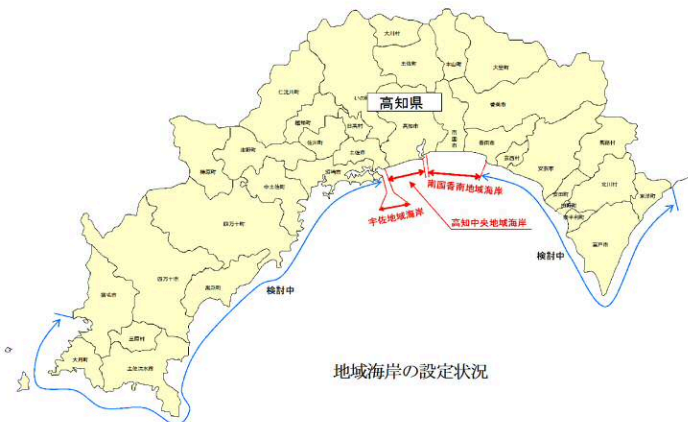 大川村
土佐町
本山町
大豊町
仁淀川町
いの町
高知県
香美市
越知町
日高村
高知市
南国市
佐川町
香南市
津野町
土佐市
芸西村
馬路村
須崎市
安芸市
梼原町
中土佐町
北川村
安田町
東洋町
田野町
奈半利町
南国香南地域海岸
宇佐地域海岸
高知中央地域海岸
四万十町
室戸市
検討中
検討中
四万十市
黒潮町
宿毛市
三原村
大月町
土佐清水市
地域海岸の設定状況